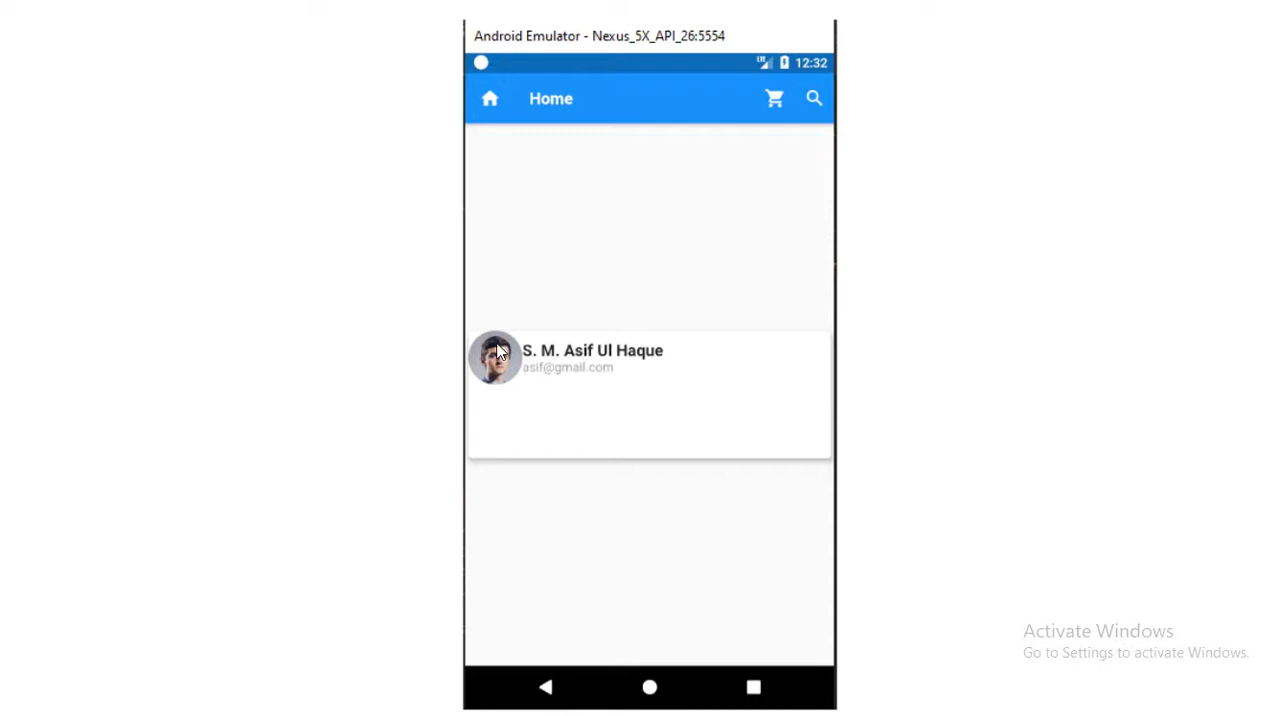 Android Emulator - Nexus_5X_API_26:5554
LTE 12:32
Home
S. M. Asif Ul Haque
asif@gmail.com
Activate Windows
Go to Settings to activate Windows.